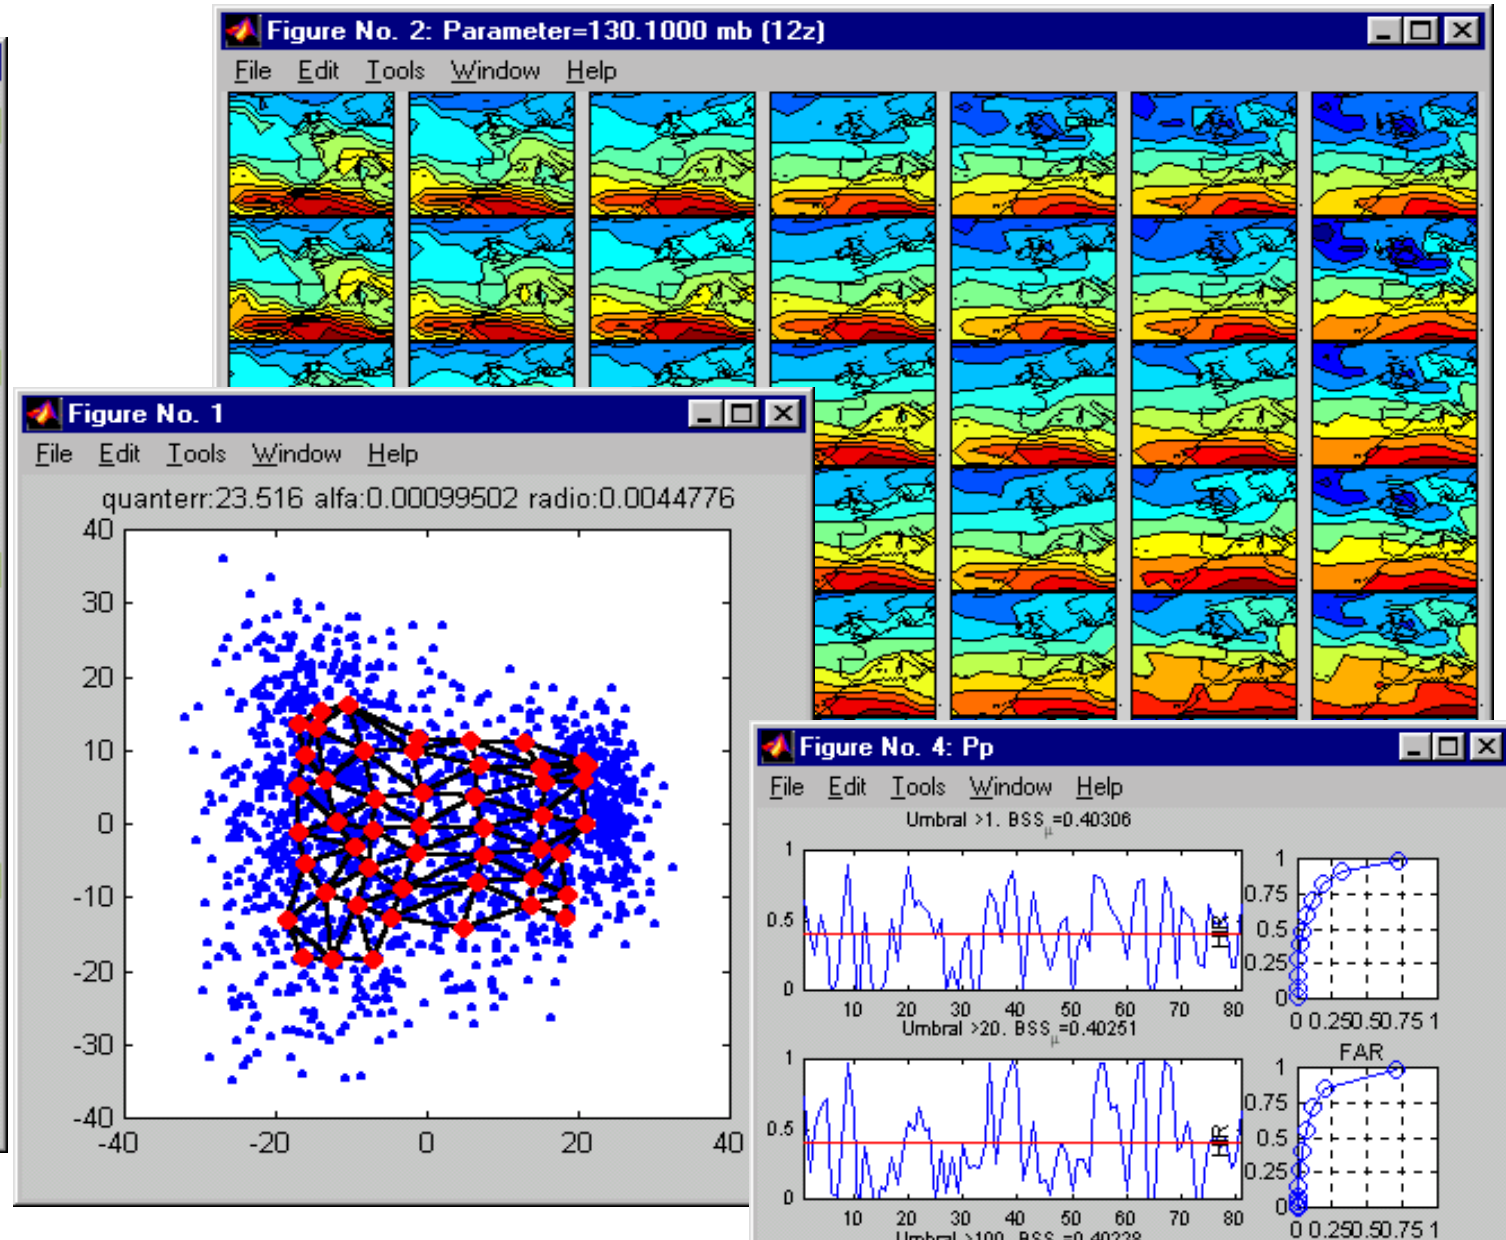 Figure No. 2: Parameter=130.1000 mb (12z)
File Edit Tools Window Help
Figure No. 1
File Edit Tools Window Help
quanterr:23.516 alfa:0.00099502 radio:0.0044776
40
30
20
10
0
-10
-20
-30
-40
-40 -20 0 20 40
Figure No. 4: Pp
File Edit Tools Window Help
Umbral >1. BSS_μ=0.40306
1
0.5
0
10 20 30 40 50 60 70 80
HIR
1
0.75
0.5
0.25
0
0 0.25 0.5 0.75 1
FAR
Umbral >20. BSS_μ=0.40251
1
0.5
0
10 20 30 40 50 60 70 80
HIR
1
0.75
0.5
0.25
0
0 0.25 0.5 0.75 1
Umbral >100. BSS =0.40228